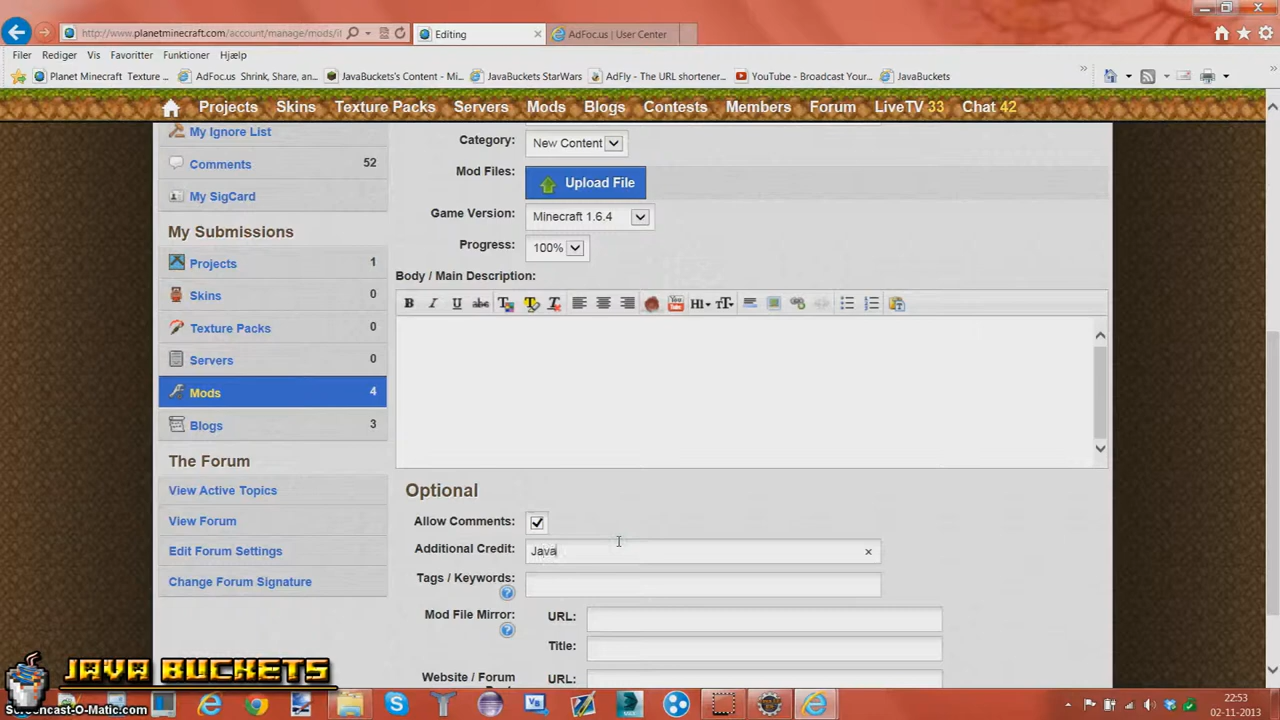 http://www.planetminecraft.com/account/manage/mods/it
Editing
AdFoc.us | User Center
Filer Rediger Vis Favoritter Funktioner Hjælp
Planet Minecraft Texture ...
AdFoc.us Shrink, Share, an...
JavaBuckets's Content - Mi...
JavaBuckets StarWars
AdFly - The URL shortener...
YouTube - Broadcast Your...
JavaBuckets
Projects Skins Texture Packs Servers Mods Blogs Contests Members Forum LiveTV 33 Chat 42
My Ignore List
Comments 52
My SigCard
My Submissions
Projects 1
Skins 0
Texture Packs 0
Servers 0
Mods 4
Blogs 3
The Forum
View Active Topics
View Forum
Edit Forum Settings
Change Forum Signature
Category: New Content
Mod Files: Upload File
Game Version: Minecraft 1.6.4
Progress: 100%
Body / Main Description:
B I U abc
You
H1 TT
Optional
Allow Comments:
Additional Credit: Java
Tags / Keywords:
Mod File Mirror: URL:
Title:
Website / Forum URL:
JAVA BUCKETS
Screencast-O-Matic.com
22:53
02-11-2013